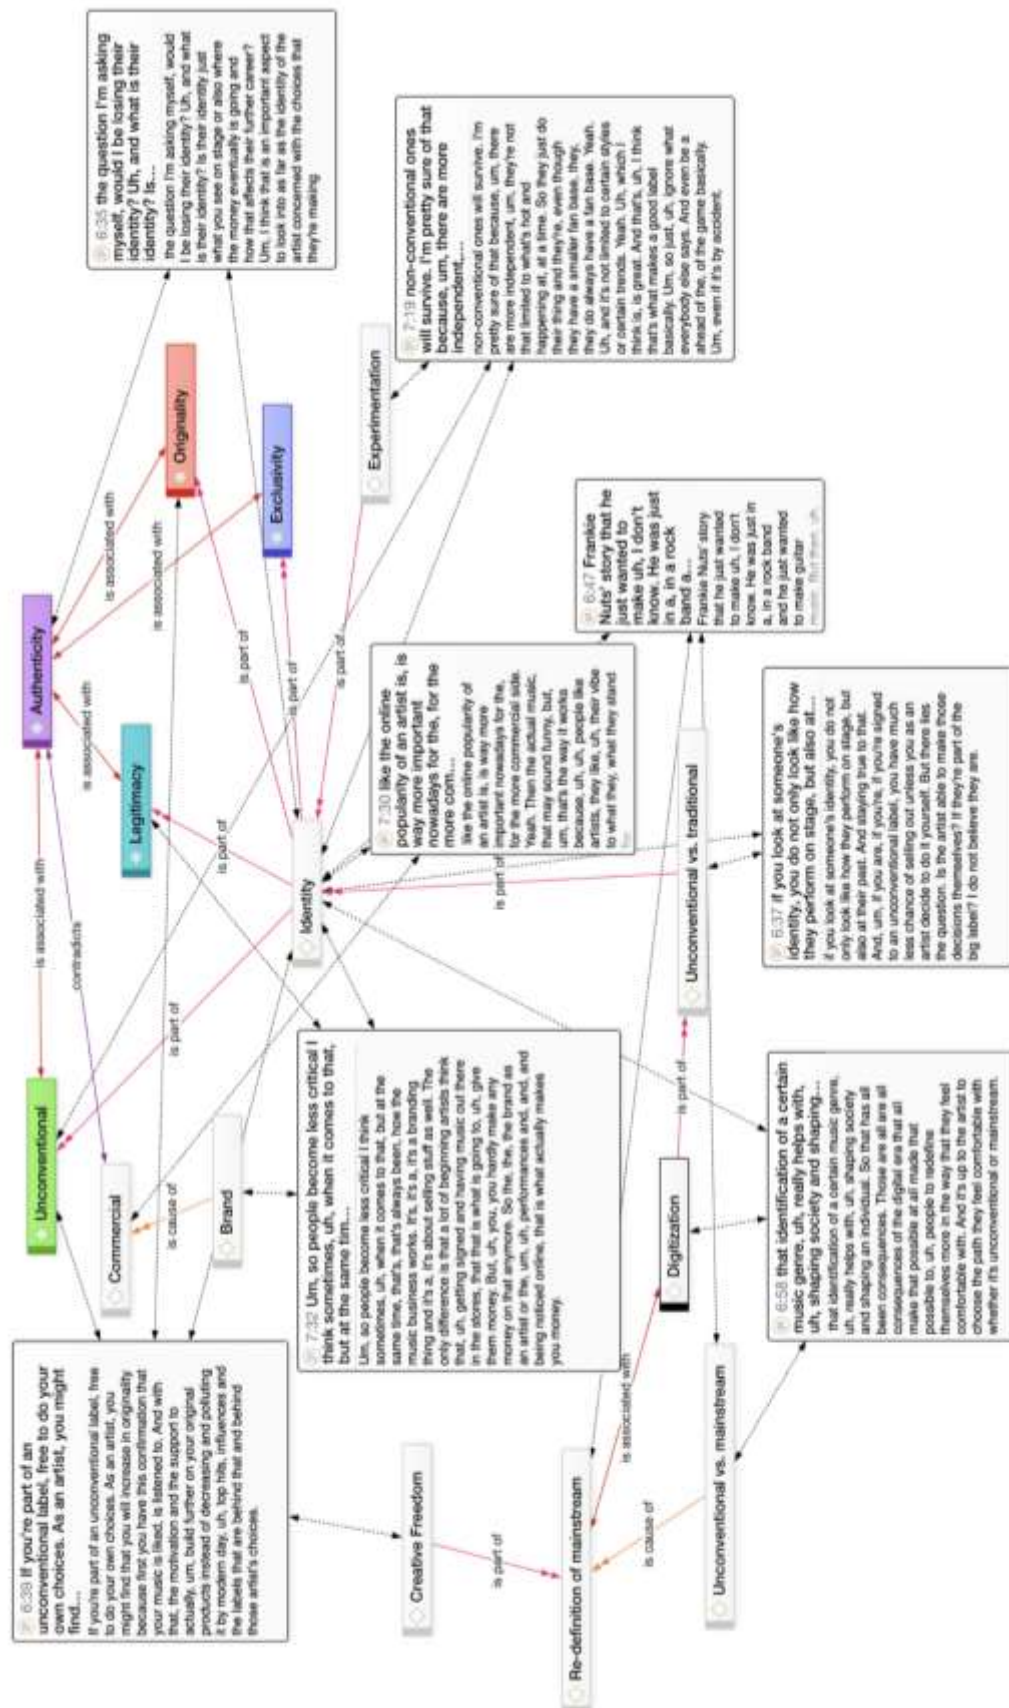 6:39 If you're part of an
unconventional label, free to do your
own choices. As an artist, you might
find...
If you're part of an unconventional label, free
to do your own choices. As an artist, you
might find that you will increase in originality
because first you have this confirmation that
your music is liked, is listened to. And with
that, the motivation and the support to
actually, um, build further on your original
products instead of decreasing and polluting
it by modern day, uh, top hits, influences and
the labels that are behind that and behind
those artist's choices.
Unconventional
is associated with
Authenticity
contradicts
Commercial
is associated with
is associated with
Legitimacy
is part of
is part of
is cause of
Brand
is associated with
Originality
Exclusivity
is part of
is part of
is part of
Identity
Experimentation
6:35 the question I'm asking
myself, would I be losing their
identity? Uh, and what is their
identity? Is...
the question I'm asking myself, would
I be losing their identity? Uh, and what
is their identity? Is their identity just
what you see on stage or also where
the money eventually is going and
how that affects their further career?
Um, I think that is an important aspect
to look into as far as the identity of the
artist concerned with the choices that
they're making
7:32 Um, so people become less critical I
think sometimes, uh, when it comes to that,
but at the same tim...
Um, so people become less critical I think
sometimes, uh, when it comes to that, but at the
same time, that's, that's always been, how the
music business works. It's, it's a, it's a branding
thing and it's a, it's about selling stuff as well. The
only difference is that a lot of beginning artists think
that, uh, getting signed and having music out there
in the stores, that that is what is going to, uh, give
them money. But, uh, you, you hardly make any
money on that anymore. So the, the, the brand as
an artist or the, um, uh, performances and, and, and
being noticed online, that is what actually makes
you money.
7:30 like the online
popularity of an artist is, is
way more important
nowadays for the, for the
more com...
like the online popularity of
an artist is, is way more
important nowadays for the,
for the more commercial side.
Yeah. Then the actual music,
that may sound funny, but,
um, that's the way it works
because, uh, uh, people like
artists, they like, uh, their vibe
to what they, what they stand
7:19 non-conventional ones
will survive. I'm pretty sure of that
because, um, there are more
independent,...
non-conventional ones will survive. I'm
pretty sure of that because, um, there
are more independent, um, they're not
that limited to what's hot and
happening at, at a time. So they just do
their thing and they're, even though
they have a smaller fan base, they,
they do always have a fan base. Yeah.
Uh, and it's not limited to certain styles
or certain trends. Yeah. Uh, which I
think is, is great. And that's, uh, I think
that's what makes a good label
basically. Um, so just, uh, ignore what
everybody else says. And even be a
ahead of the, of the game basically.
Um, even if it's by accident.
Creative Freedom
is part of
is part of
Re-definition of mainstream
is associated with
is cause of
Digitization
is part of
Unconventional vs. traditional
Unconventional vs. mainstream
6:47 Frankie
Nuts' story that he
just wanted to
make uh, I don't
know. He was just
in a, in a rock
band a...
Frankie Nuts' story
that he just wanted
to make uh, I don't
know. He was just in
a, in a rock band
and he just wanted
to make guitar
music. But then uh
6:58 that identification of a certain
music genre, uh, really helps with,
uh, shaping society and shaping...
that identification of a certain music genre,
uh, really helps with, uh, shaping society
and shaping an individual. So that has all
been consequences. Those are all are all
consequences of the digital era that all
make that possible at all made that
possible to, uh, people to redefine
themselves more in the way that they feel
comfortable with. And it's up to the artist to
choose the path they feel comfortable with
whether it's unconventional or mainstream.
6:37 if you look at someone's
identity, you do not only look like how
they perform on stage, but also at...
if you look at someone's identity, you do not
only look like how they perform on stage, but
also at their past. And staying true to that.
And, um, if you are, if you're, if you're signed
to an unconventional label, you have much
less chance of selling out unless you as an
artist decide to do it yourself. But there lies
the question. Is the artist able to make those
decisions themselves? If they're part of the
big label? I do not believe they are.